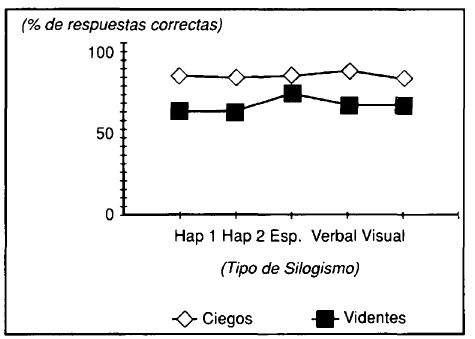 (% de respuestas correctas)
100
50
0
Hap 1 Hap 2 Esp. Verbal Visual
(Tipo de Silogismo)
Ciegos Videntes